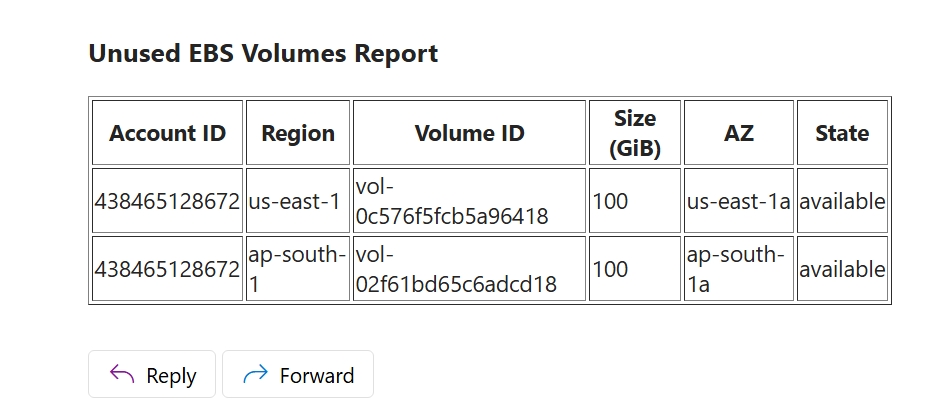 Unused EBS Volumes Report
Account ID Region Volume ID Size (GiB) AZ State
438465128672 us-east-1 vol-0c576f5fcb5a96418 100 us-east-1a available
438465128672 ap-south-1 vol-02f61bd65c6adcd18 100 ap-south-1a available
Reply Forward